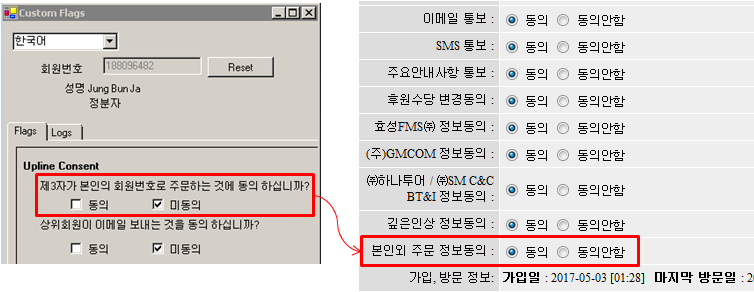 Custom Flags
한국어
회원번호
188096482
Reset
성명 Jung Bun Ja
정분자
Flags
Logs
Upline Consent
제3자가 본인의 회원번호로 주문하는 것에 동의 하십니까?
동의 미동의
상위회원이 이메일 보내는 것을 동의 하십니까?
동의 미동의
이메일 통보 : 동의 동의안함
SMS 통보 : 동의 동의안함
주요안내사항 통보 : 동의 동의안함
후원수당 변경동의 : 동의 동의안함
효성FMS㈜ 정보동의 : 동의 동의안함
(주)GMCOM 정보동의 : 동의 동의안함
㈜하나투어 / ㈜SM C&C
BT&I 정보동의 : 동의 동의안함
깊은인상 정보동의 : 동의 동의안함
본인외 주문 정보동의 : 동의 동의안함
가입, 방문 정보: 가입일 : 2017-05-03 [01:28] 마지막 방문일 : 2